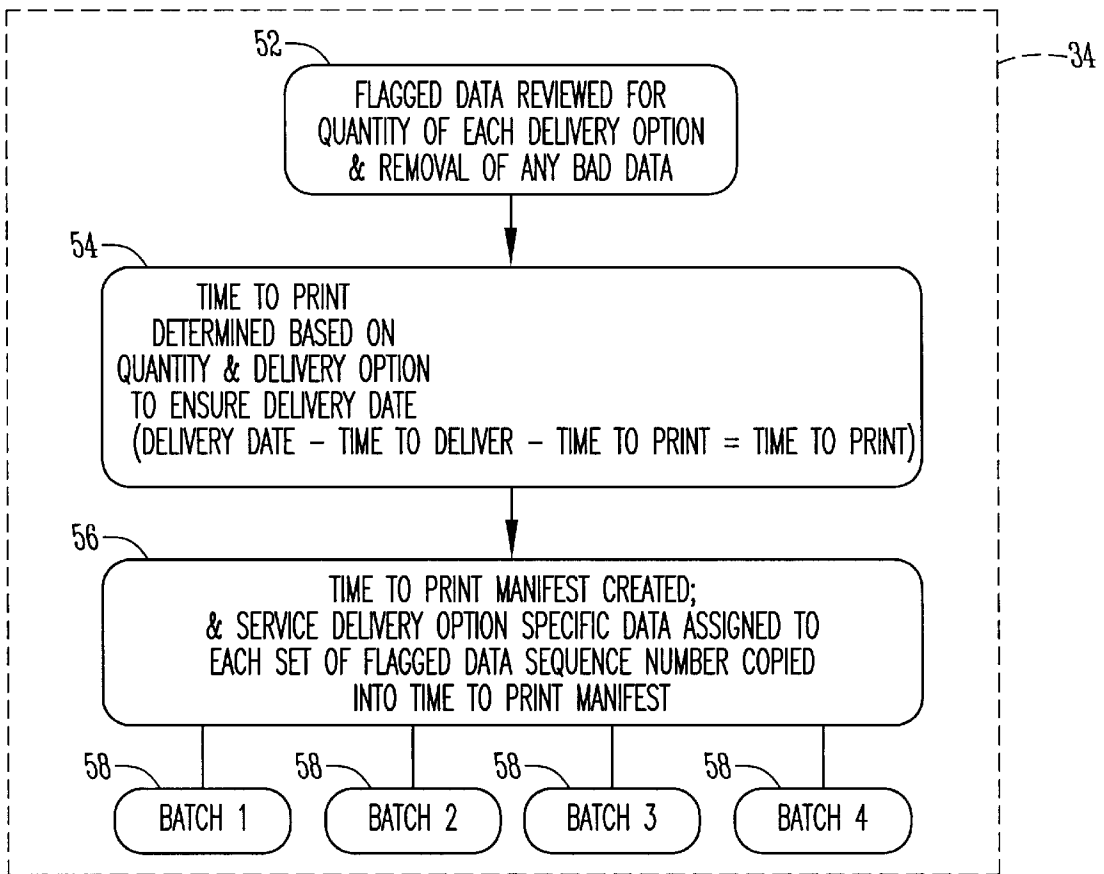 52
34
FLAGGED DATA REVIEWED FOR
QUANTITY OF EACH DELIVERY OPTION
& REMOVAL OF ANY BAD DATA
54
TIME TO PRINT
DETERMINED BASED ON
QUANTITY & DELIVERY OPTION
TO ENSURE DELIVERY DATE
(DELIVERY DATE - TIME TO DELIVER - TIME TO PRINT = TIME TO PRINT)
56
TIME TO PRINT MANIFEST CREATED;
& SERVICE DELIVERY OPTION SPECIFIC DATA ASSIGNED TO
EACH SET OF FLAGGED DATA SEQUENCE NUMBER COPIED
INTO TIME TO PRINT MANIFEST
58
58
58
58
BATCH 1
BATCH 2
BATCH 3
BATCH 4